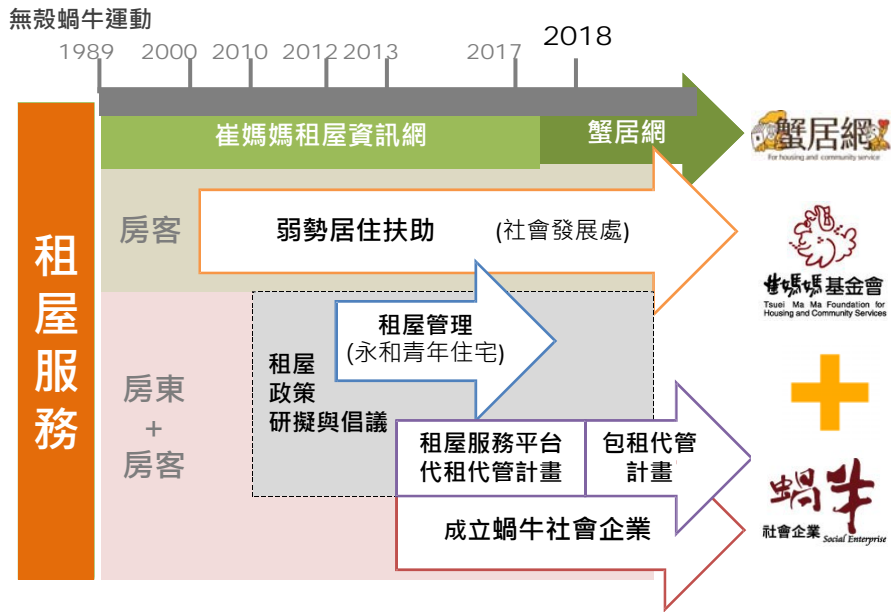 無殼蝸牛運動
1989
2000
2010
2012
2013
2017
2018
租屋服務
崔媽媽租屋資訊網
蟹居網
蟹居網
For housing and community service
房客
弱勢居住扶助
(社會發展處)
崔媽媽基金會
Tsuei Ma Ma Foundation for
Housing and Community Services
房東
+
房客
租屋
政策
研擬與倡議
租屋管理
(永和青年住宅)
租屋服務平台
代租代管計畫
包租代管
計畫
成立蝸牛社會企業
蝸牛
社會企業 Social Enterprise